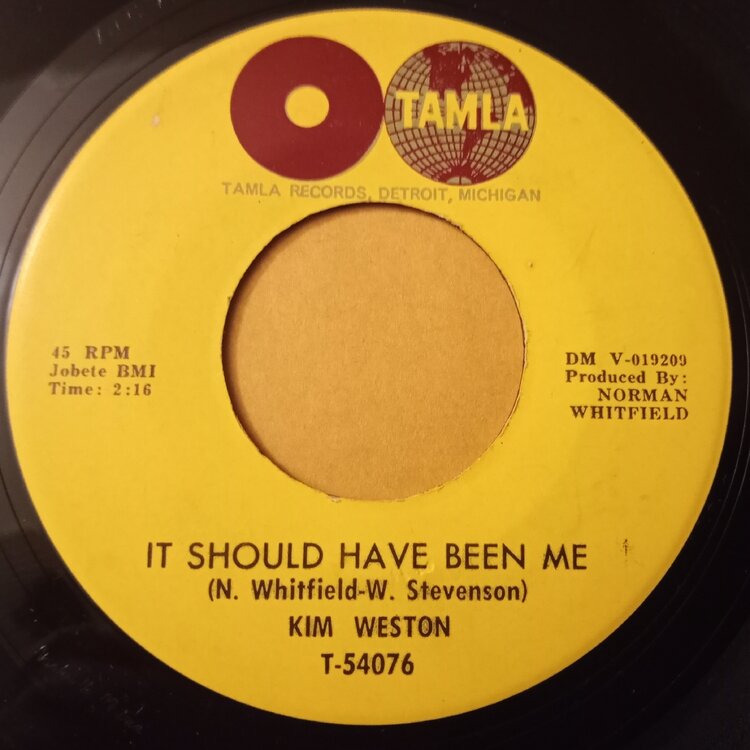 TAMLA
TAMLA RECORDS, DETROIT, MICHIGAN
45 RPM
Jobete BMI
Time: 2:16
DM V-019209
Produced By:
NORMAN
WHITFIELD
IT SHOULD HAVE BEEN ME
(N. Whitfield-W. Stevenson)
KIM WESTON
T-54076